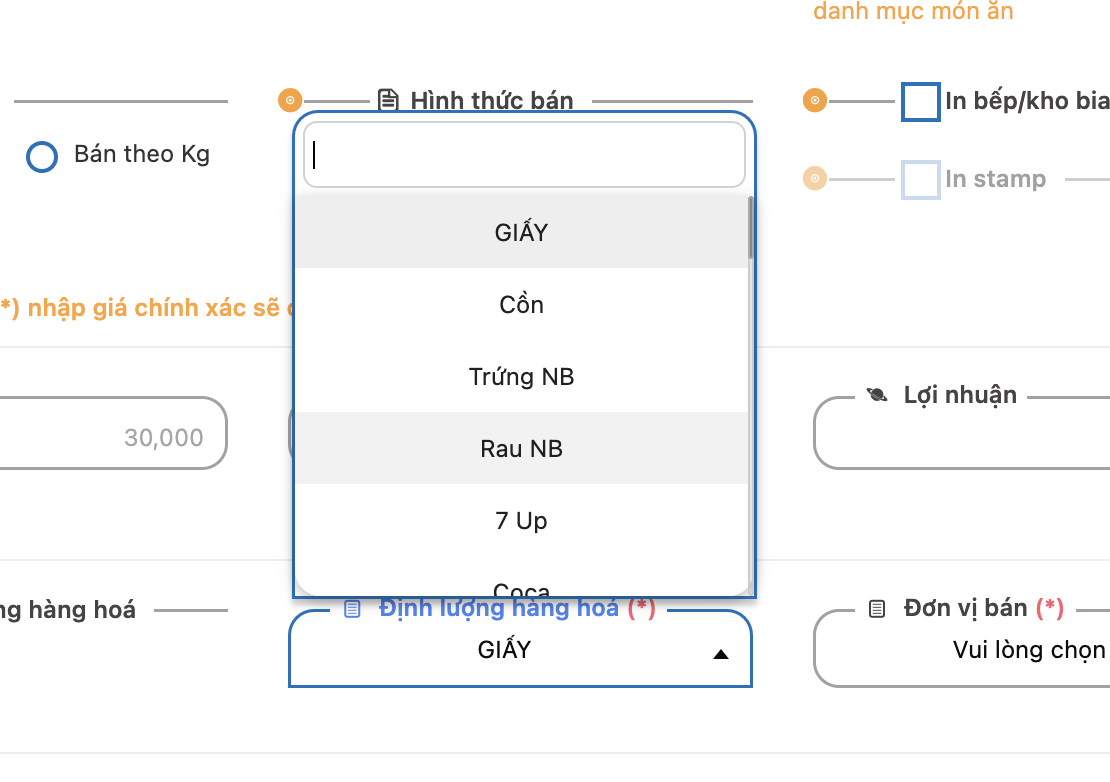 danh mục món ăn
Hình thức bán
In bếp/kho bia
Bán theo Kg
In stamp
GIẤY
Cồn
*) nhập giá chính xác sẽ
Trứng NB
Lợi nhuận
30,000
Rau NB
7 Up
Coca
ng hàng hoá
Định lượng hàng hoá (*)
Đơn vị bán (*)
GIẤY
Vui lòng chọn